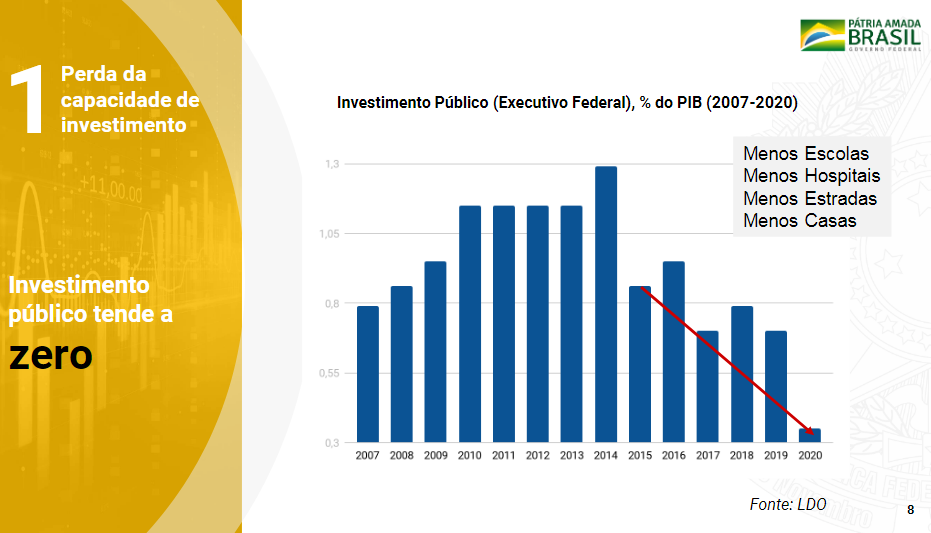 PÁTRIA AMADA
BRASIL
GOVERNO FEDERAL
1
Perda da
capacidade de
investimento
+11,00.00
Investimento
público tende a
zero
Investimento Público (Executivo Federal), % do PIB (2007-2020)
Menos Escolas
Menos Hospitais
Menos Estradas
Menos Casas
1,3
1,05
0,8
0,55
0,3
2007 2008 2009 2010 2011 2012 2013 2014 2015 2016 2017 2018 2019 2020
Fonte: LDO
8